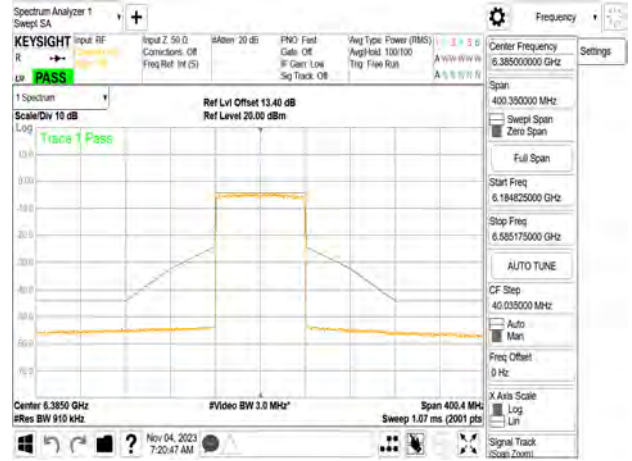 Spectrum Analyzer 1
Swept SA
Frequency
KEYSIGHT
Input: RF
Input Z: 50 Ω
#Atten: 20 dB
PNO: Fast
Avg Type: Power (RMS)
Corrections: Off
Gate: Off
Avg|Hold: 100/100
Freq Ref: Int (S)
IF Gain: Low
Trig: Free Run
Sig Track: Off
PASS
1 Spectrum
Ref Lvl Offset 13.40 dB
Scale/Div 10 dB
Ref Level 20.00 dBm
Log
Trace 1 Pass
10.0
0.00
Center 6.3850 GHz
#Video BW 3.0 MHz*
Span 400.4 MHz
#Res BW 910 kHz
Sweep 1.07 ms (2001 pts
Nov 04, 2023
7:20:47 AM
Center Frequency
6.385000000 GHz
Settings
Span
400.350000 MHz
Swept Span
Zero Span
Full Span
Start Freq
6.184825000 GHz
Stop Freq
6.585175000 GHz
AUTO TUNE
CF Step
40.035000 MHz
Auto
Man
Freq Offset
0 Hz
X Axis Scale
Log
Lin
Signal Track
(Span Zoom)